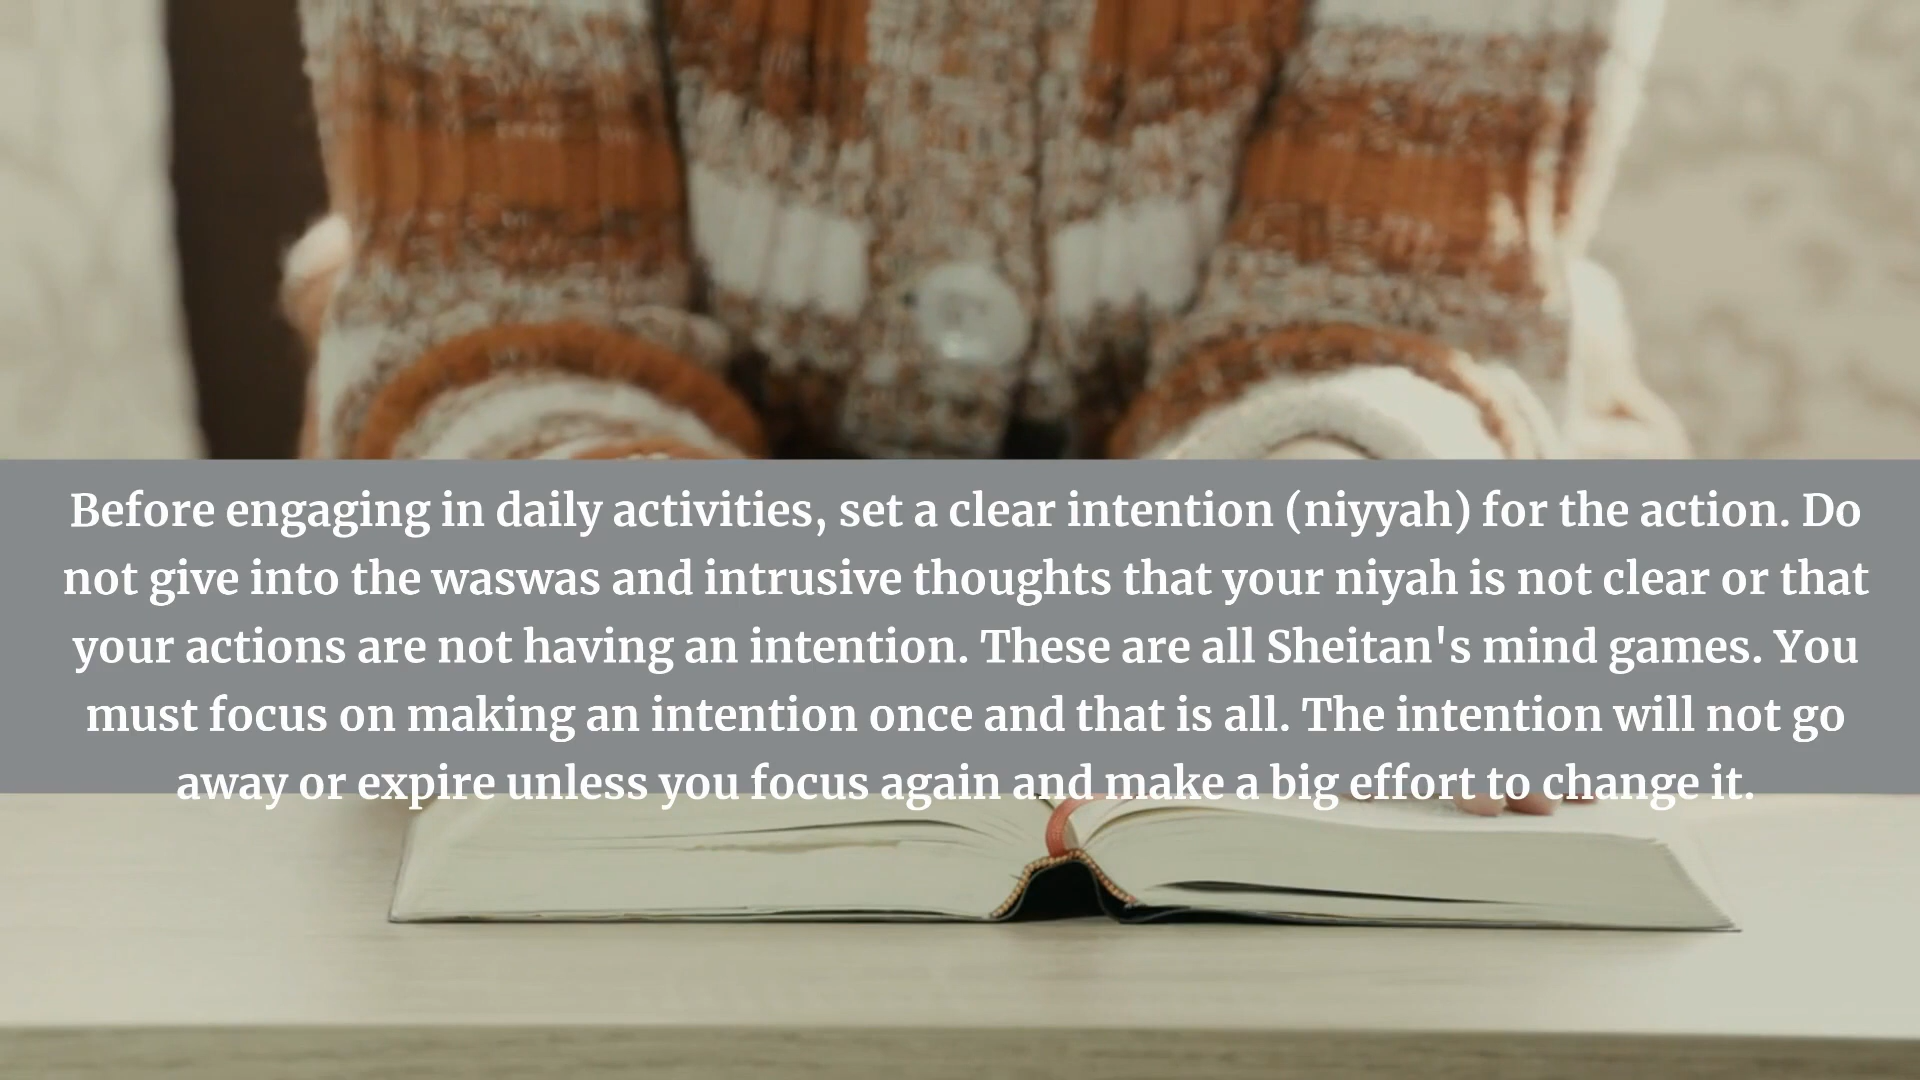 Before engaging in daily activities, set a clear intention (niyyah) for the action. Do
not give into the waswas and intrusive thoughts that your niyah is not clear or that
your actions are not having an intention. These are all Sheitan's mind games. You
must focus on making an intention once and that is all. The intention will not go
away or expire unless you focus again and make a big effort to change it.